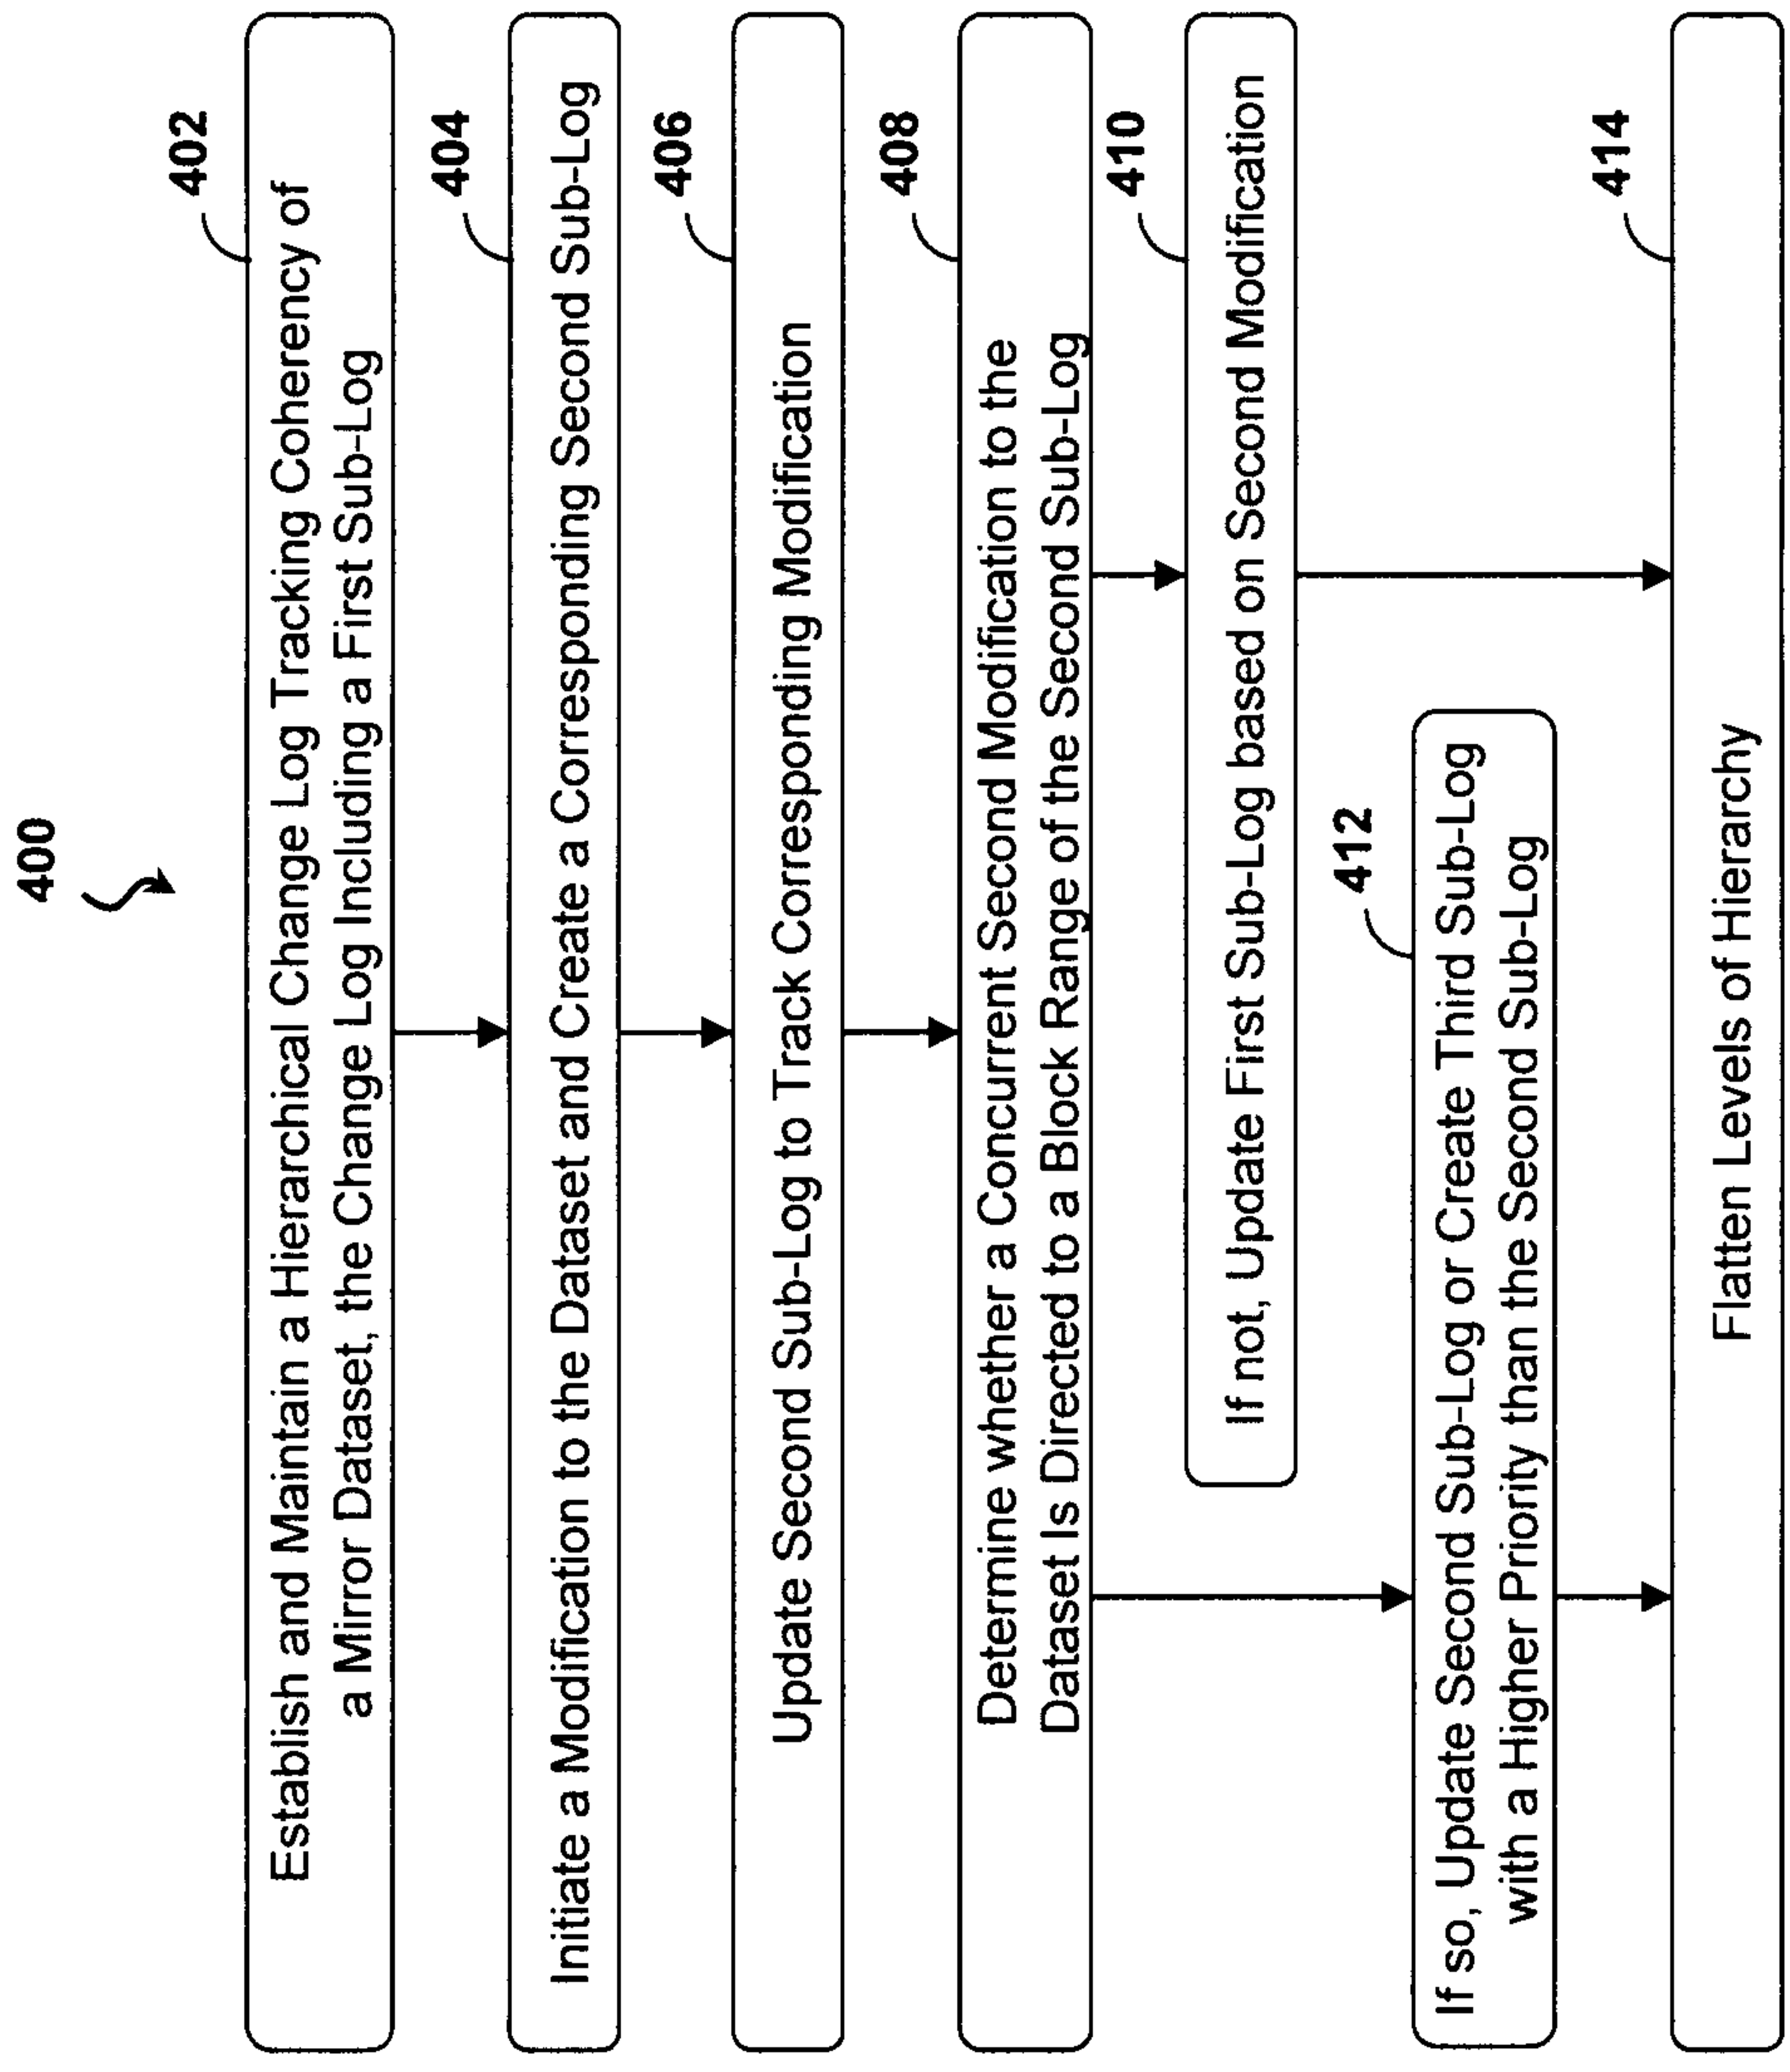 400
402
Establish and Maintain a Hierarchical Change Log Tracking Coherency of
a Mirror Dataset, the Change Log Including a First Sub-Log
404
Initiate a Modification to the Dataset and Create a Corresponding Second Sub-Log
406
Update Second Sub-Log to Track Corresponding Modification
408
Determine whether a Concurrent Second Modification to the
Dataset Is Directed to a Block Range of the Second Sub-Log
410
If not, Update First Sub-Log based on Second Modification
412
If so, Update Second Sub-Log or Create Third Sub-Log
with a Higher Priority than the Second Sub-Log
414
Flatten Levels of Hierarchy